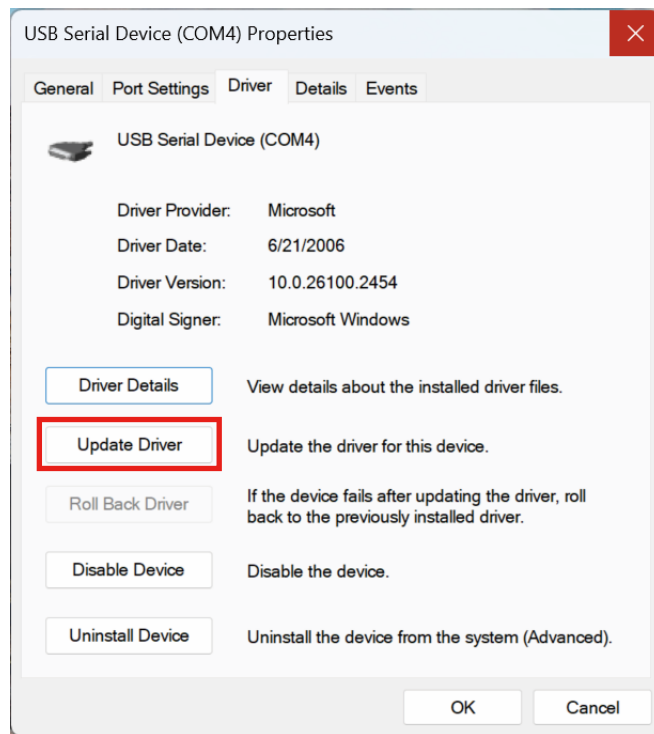 USB Serial Device (COM4) Properties
General Port Settings Driver Details Events
USB Serial Device (COM4)
Driver Provider: Microsoft
Driver Date: 6/21/2006
Driver Version: 10.0.26100.2454
Digital Signer: Microsoft Windows
Driver Details View details about the installed driver files.
Update Driver Update the driver for this device.
Roll Back Driver If the device fails after updating the driver, roll
back to the previously installed driver.
Disable Device Disable the device.
Uninstall Device Uninstall the device from the system (Advanced).
OK Cancel